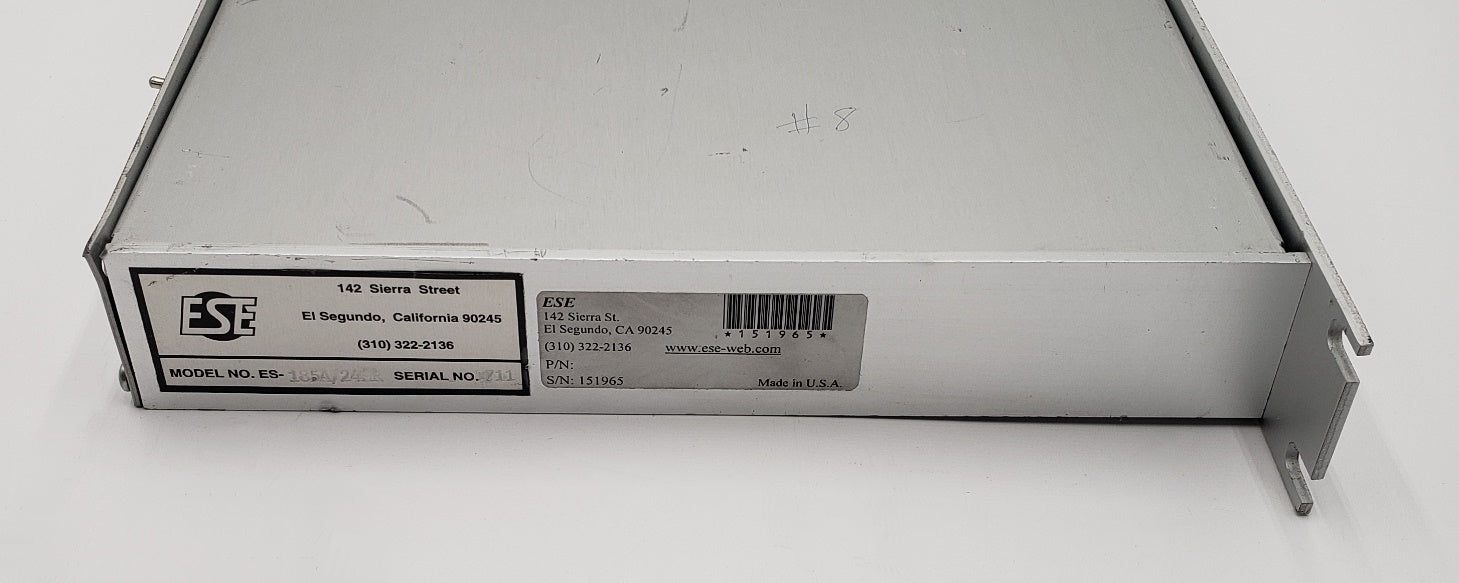 #8
ESE
142 Sierra Street
El Segundo, California 90245
(310) 322-2136
MODEL NO. ES- SERIAL NO.
ESE
142 Sierra St.
El Segundo, CA 90245
(310) 322-2136 www.ese-web.com
P/N:
S/N: 151965
*151965*
Made in U.S.A.